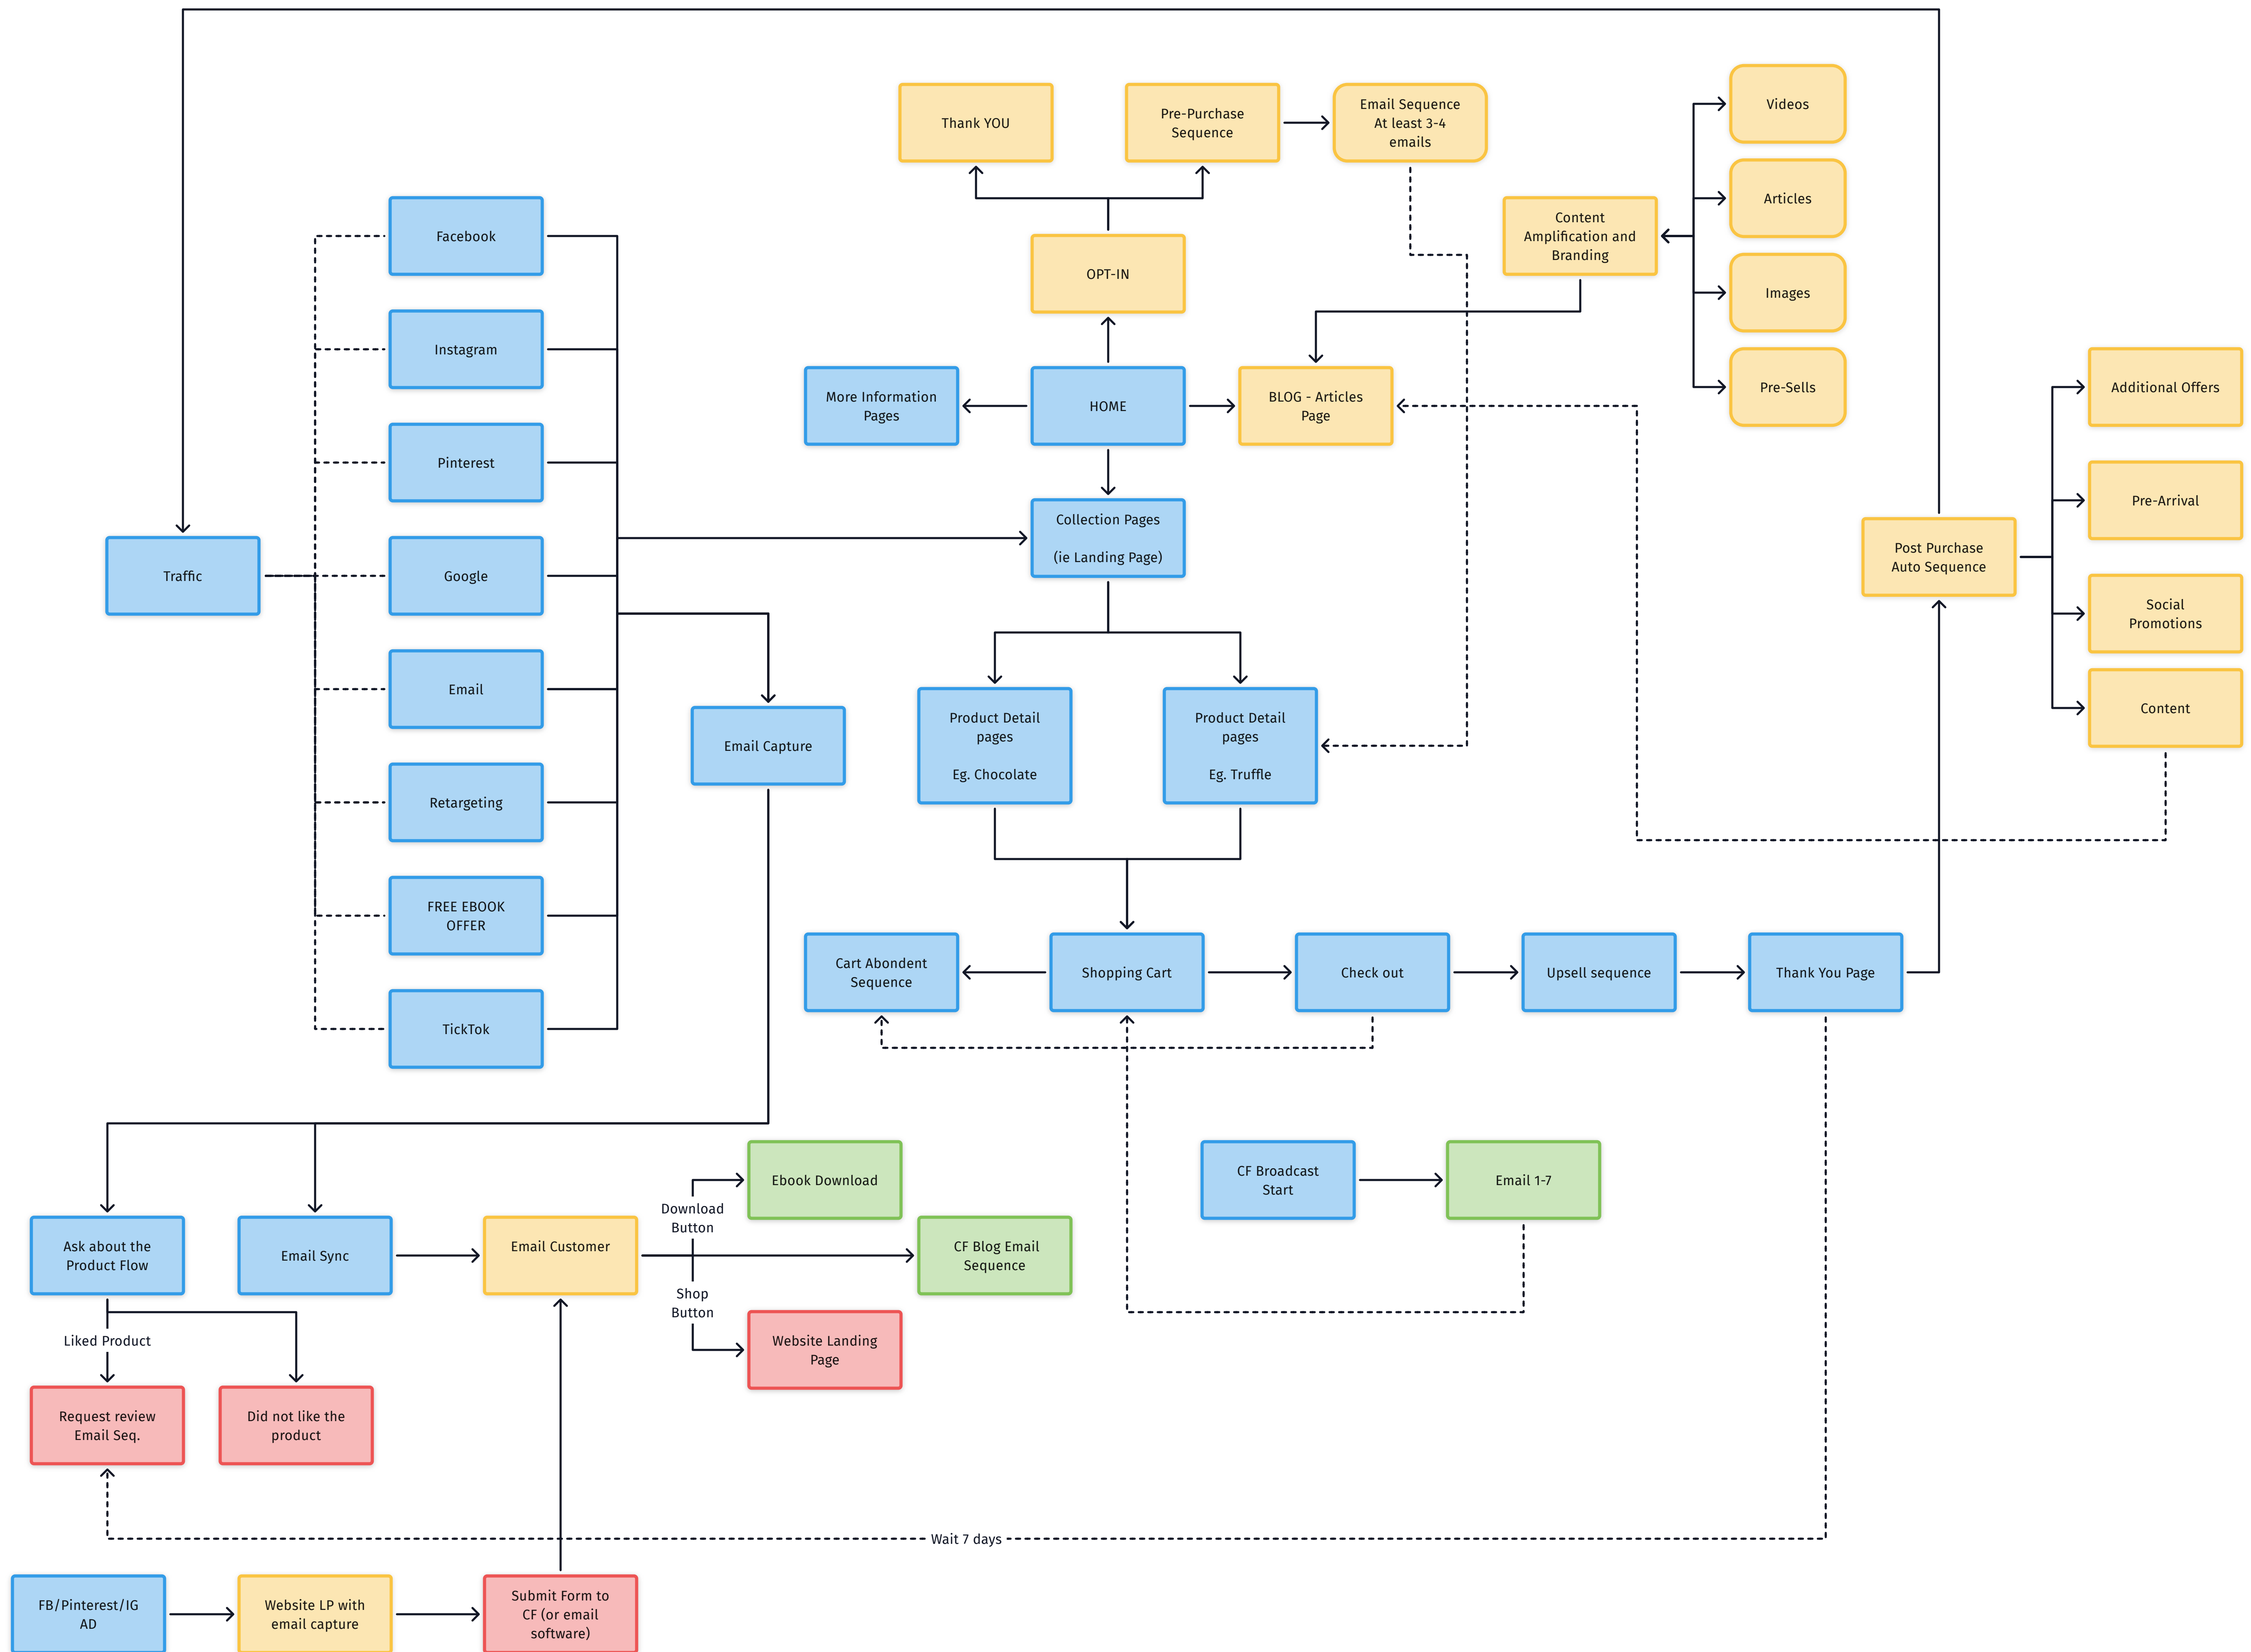 Thank YOU
Pre-Purchase
Sequence
Email Sequence
At least 3-4
emails
Videos
Articles
Images
Pre-Sells
Content
Amplification and
Branding
OPT-IN
More Information
Pages
HOME
BLOG - Articles
Page
Facebook
Instagram
Pinterest
Traffic
Google
Email
Retargeting
FREE EBOOK
OFFER
TickTok
Collection Pages
(ie Landing Page)
Email Capture
Product Detail
pages
Eg. Chocolate
Product Detail
pages
Eg. Truffle
Additional Offers
Pre-Arrival
Post Purchase
Auto Sequence
Social
Promotions
Content
Cart Abondent
Sequence
Shopping Cart
Check out
Upsell sequence
Thank You Page
Ebook Download
Download
Button
CF Broadcast
Start
Email 1-7
Ask about the
Product Flow
Email Sync
Email Customer
CF Blog Email
Sequence
Shop
Button
Website Landing
Page
Liked Product
Request review
Email Seq.
Did not like the
product
Wait 7 days
FB/Pinterest/IG
AD
Website LP with
email capture
Submit Form to
CF (or email
software)